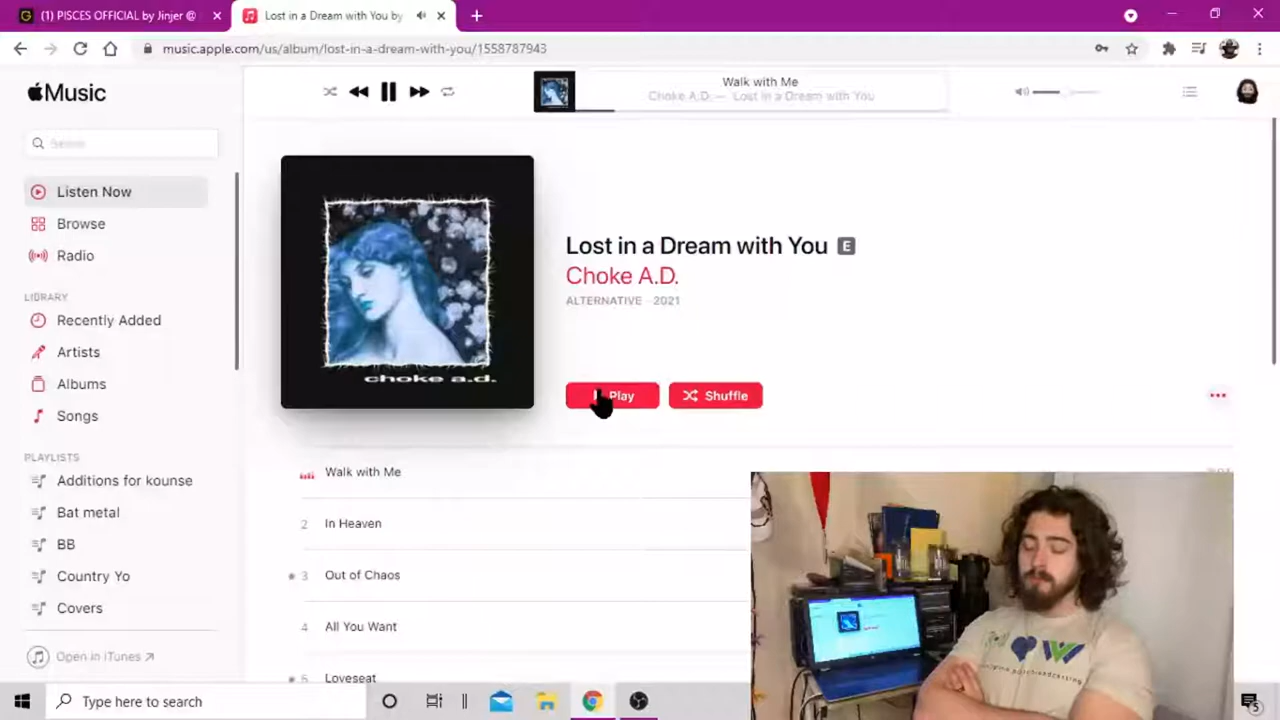 (1) PISCES OFFICIAL by Jinjer @
Lost in a Dream with You by
music.apple.com/us/album/lost-in-a-dream-with-you/1558787943
Music
Walk with Me
Choke A.D. — Lost in a Dream with You
Search
Listen Now
Browse
Radio
LIBRARY
Recently Added
Artists
Albums
Songs
PLAYLISTS
Additions for kounse
Bat metal
BB
Country Yo
Covers
Open in iTunes ↗
choke a.d.
Lost in a Dream with You E
Choke A.D.
ALTERNATIVE · 2021
Play
Shuffle
Walk with Me
2 In Heaven
3 Out of Chaos
4 All You Want
5 Loveseat
Type here to search
5